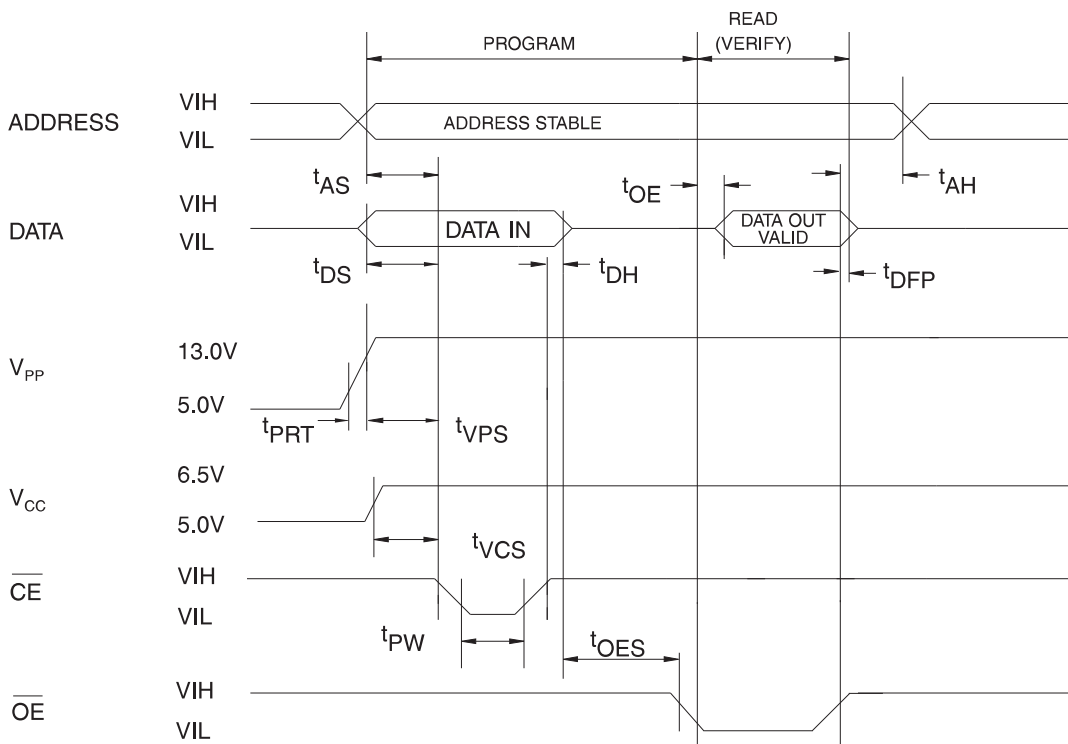 READ
PROGRAM (VERIFY)
ADDRESS VIH
VIL ADDRESS STABLE
tAS tOE tAH
DATA VIH
VIL DATA IN DATA OUT
VALID
tDS tDH tDFP
VPP 13.0V
5.0V
tPRT tVPS
VCC 6.5V
5.0V
tVCS
CE VIH
VIL
tPW tOES
OE VIH
VIL